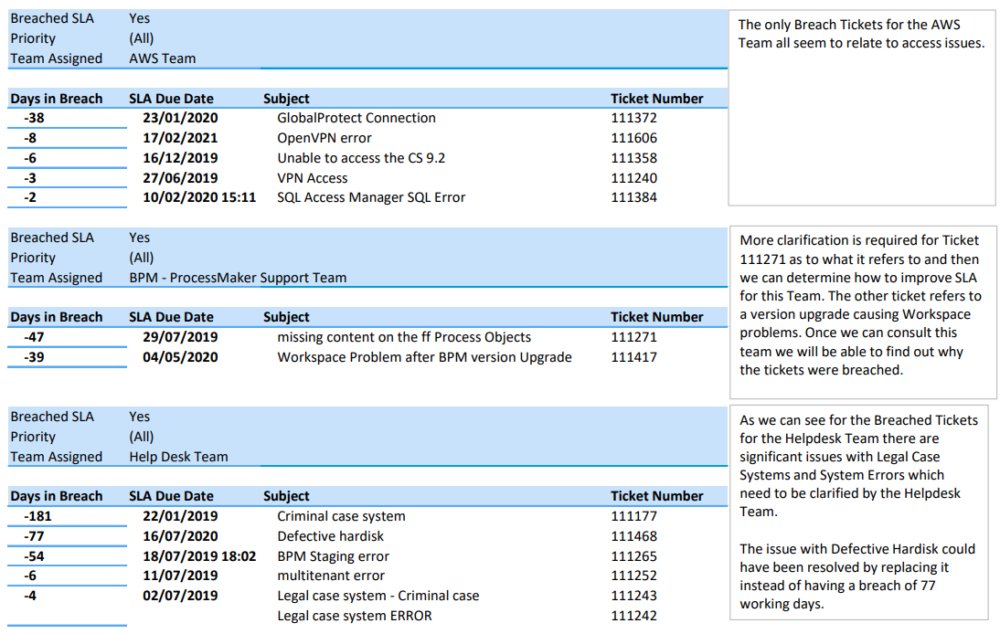 Breached SLA Yes
Priority (All)
Team Assigned AWS Team
Days in Breach SLA Due Date Subject Ticket Number
-38 23/01/2020 GlobalProtect Connection 111372
-8 17/02/2021 OpenVPN error 111606
-6 16/12/2019 Unable to access the CS 9.2 111358
-3 27/06/2019 VPN Access 111240
-2 10/02/2020 15:11 SQL Access Manager SQL Error 111384
The only Breach Tickets for the AWS
Team all seem to relate to access issues.
Breached SLA Yes
Priority (All)
Team Assigned BPM - ProcessMaker Support Team
Days in Breach SLA Due Date Subject Ticket Number
-47 29/07/2019 missing content on the ff Process Objects 111271
-39 04/05/2020 Workspace Problem after BPM version Upgrade 111417
More clarification is required for Ticket
111271 as to what it refers to and then
we can determine how to improve SLA
for this Team. The other ticket refers to
a version upgrade causing Workspace
problems. Once we can consult this
team we will be able to find out why
the tickets were breached.
Breached SLA Yes
Priority (All)
Team Assigned Help Desk Team
Days in Breach SLA Due Date Subject Ticket Number
-181 22/01/2019 Criminal case system 111177
-77 16/07/2020 Defective hardisk 111468
-54 18/07/2019 18:02 BPM Staging error 111265
-6 11/07/2019 multitenant error 111252
-4 02/07/2019 Legal case system - Criminal case 111243
Legal case system ERROR 111242
As we can see for the Breached Tickets
for the Helpdesk Team there are
significant issues with Legal Case
Systems and System Errors which
need to be clarified by the Helpdesk
Team.
The issue with Defective Hardisk could
have been resolved by replacing it
instead of having a breach of 77
working days.